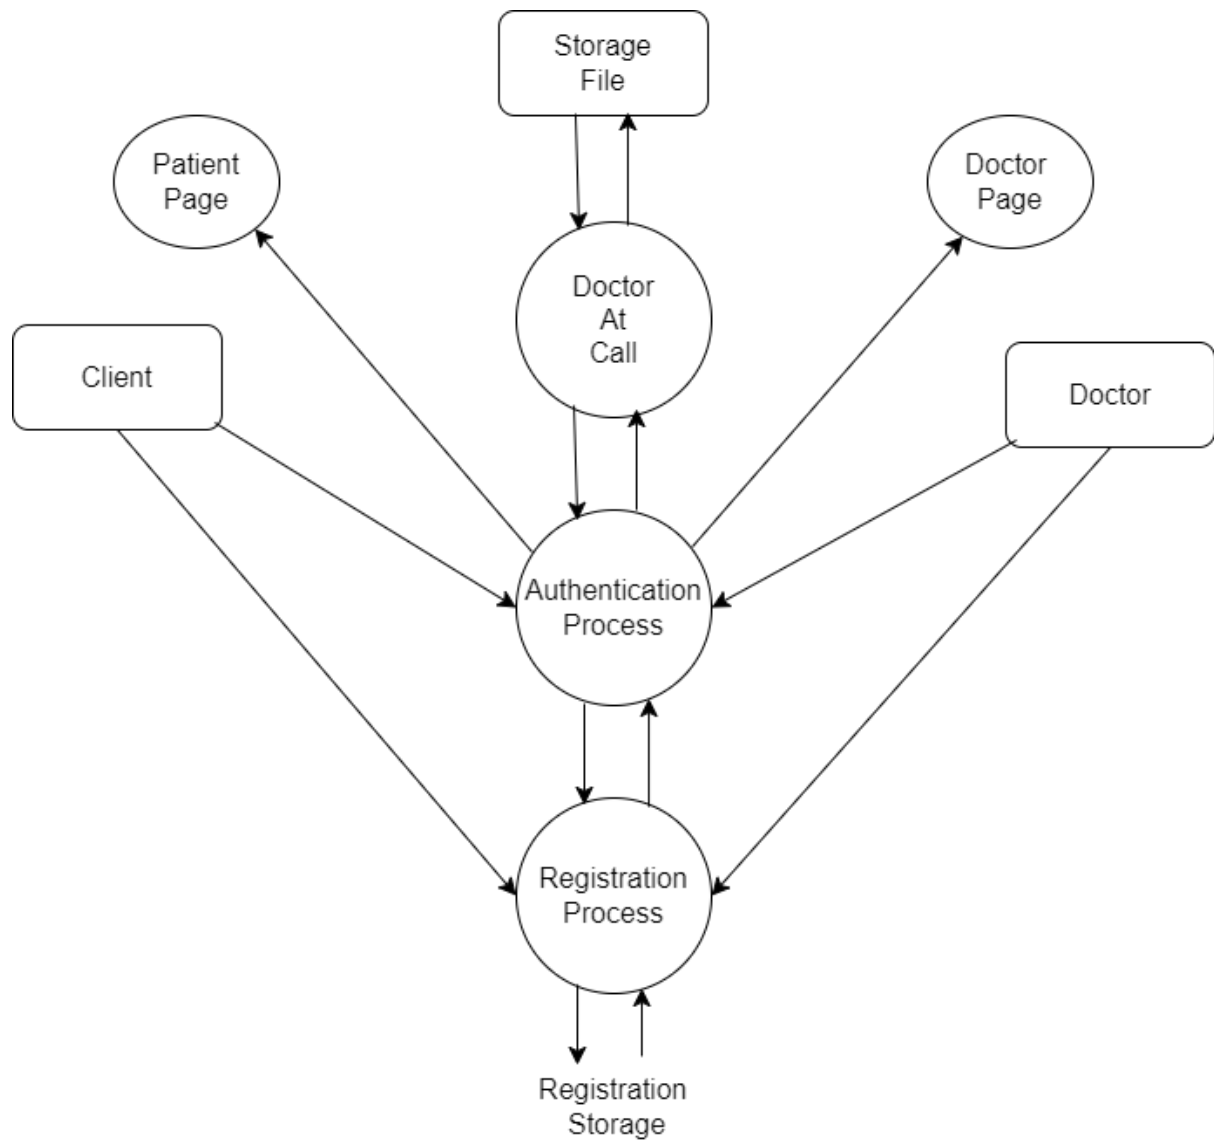 Storage
File
Patient
Page
Doctor
Page
Doctor
At
Call
Client
Doctor
Authentication
Process
Registration
Process
Registration
Storage